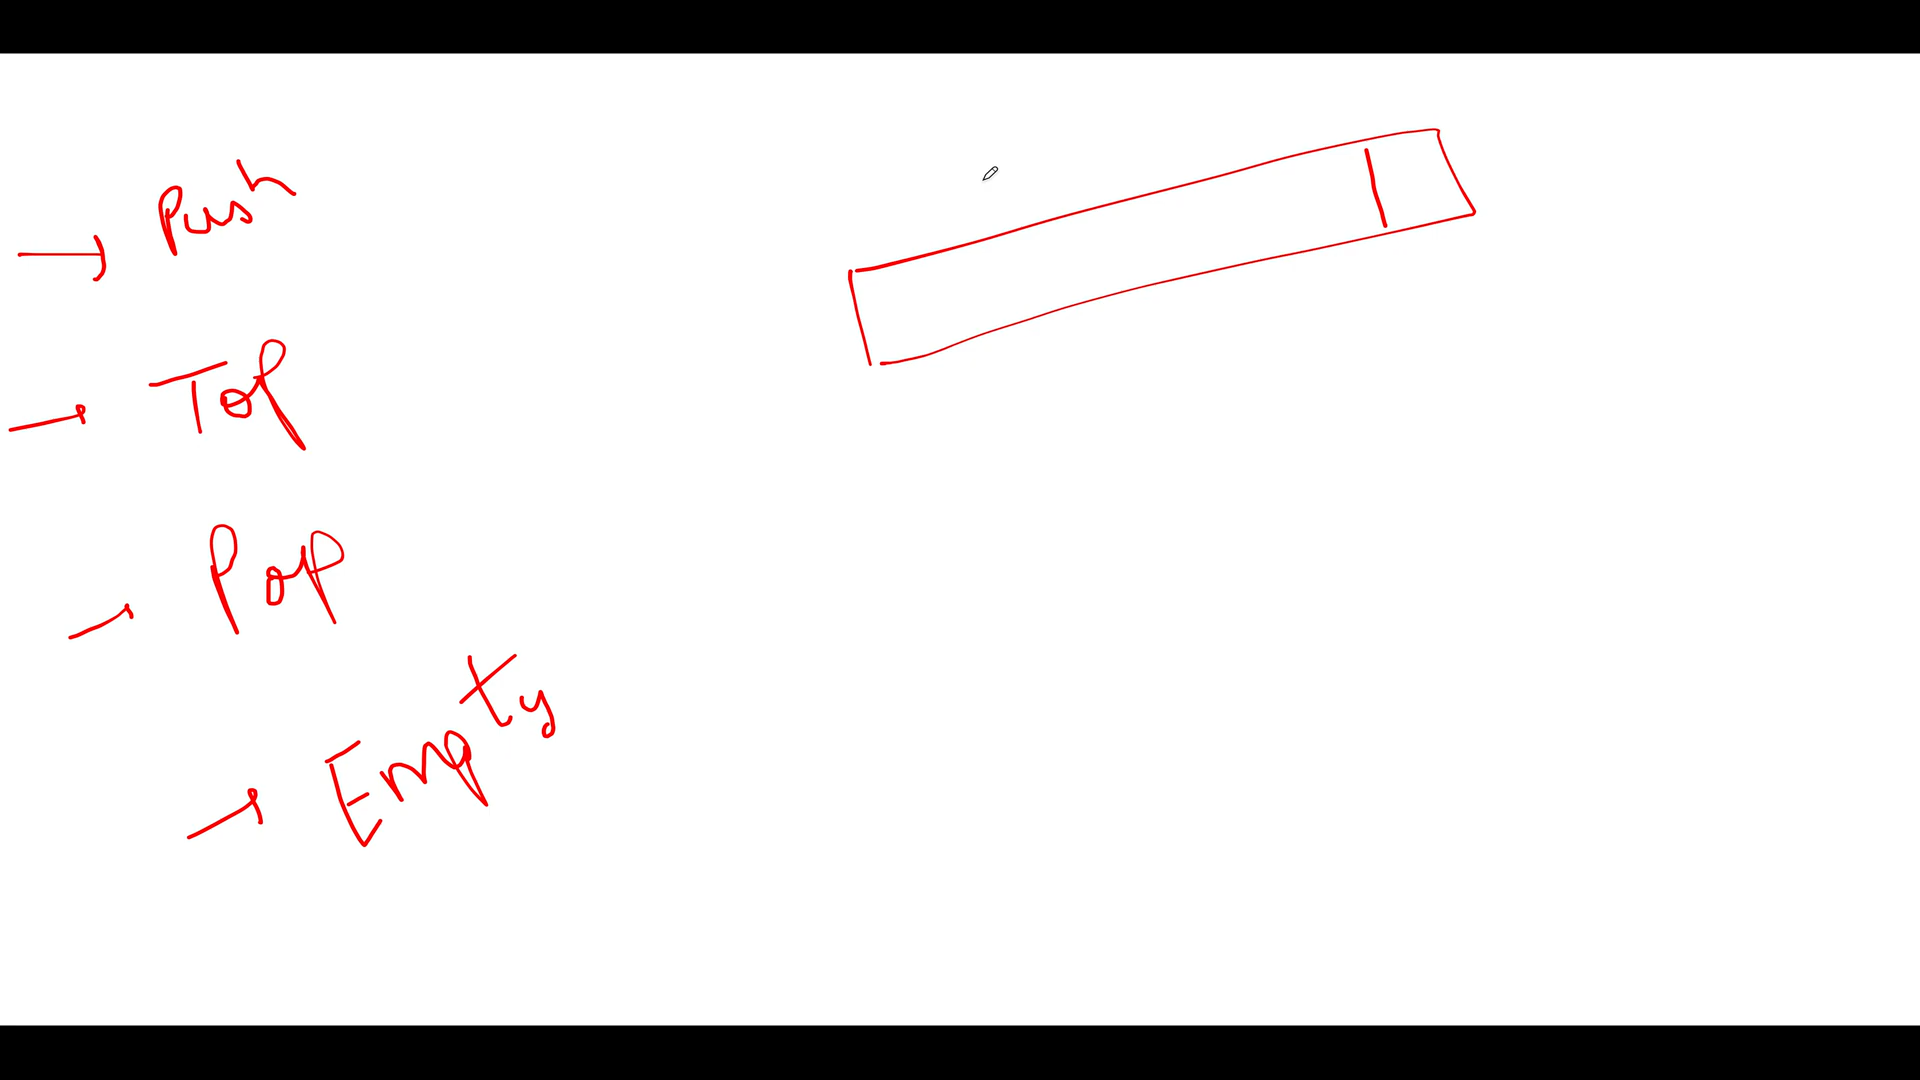 → Push
→ Top
→ Pop
→ Empty